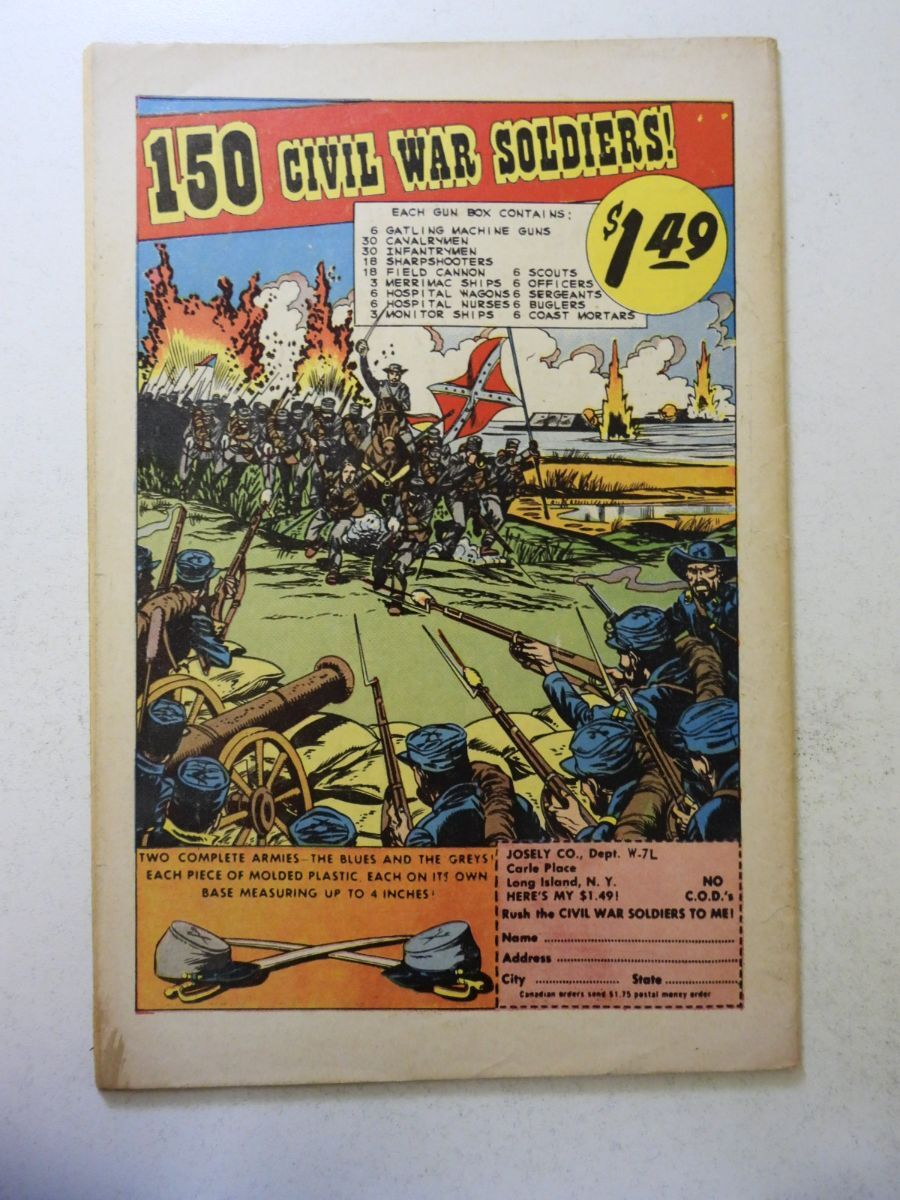 150 CIVIL WAR SOLDIERS!
$1.49
EACH GUN BOX CONTAINS:
6 GATLING MACHINE GUNS
30 CAVALRYMEN
30 INFANTRYMEN
18 SHARPSHOOTERS
18 FIELD CANNON 6 SCOUTS
3 MERRIMAC SHIPS 6 OFFICERS
6 HOSPITAL WAGONS 6 SERGEANTS
6 HOSPITAL NURSES 6 BUGLERS
3 MONITOR SHIPS 6 COAST MORTARS
TWO COMPLETE ARMIES—THE BLUES AND THE GREYS!
EACH PIECE OF MOLDED PLASTIC, EACH ON ITS OWN
BASE MEASURING UP TO 4 INCHES!
JOSELY CO., Dept. W-7L
Carle Place
Long Island, N. Y.
HERE'S MY $1.49!
NO
C.O.D.'s
Rush the CIVIL WAR SOLDIERS TO ME!
Name
Address
City State
Canadian orders send $1.75 postal money order